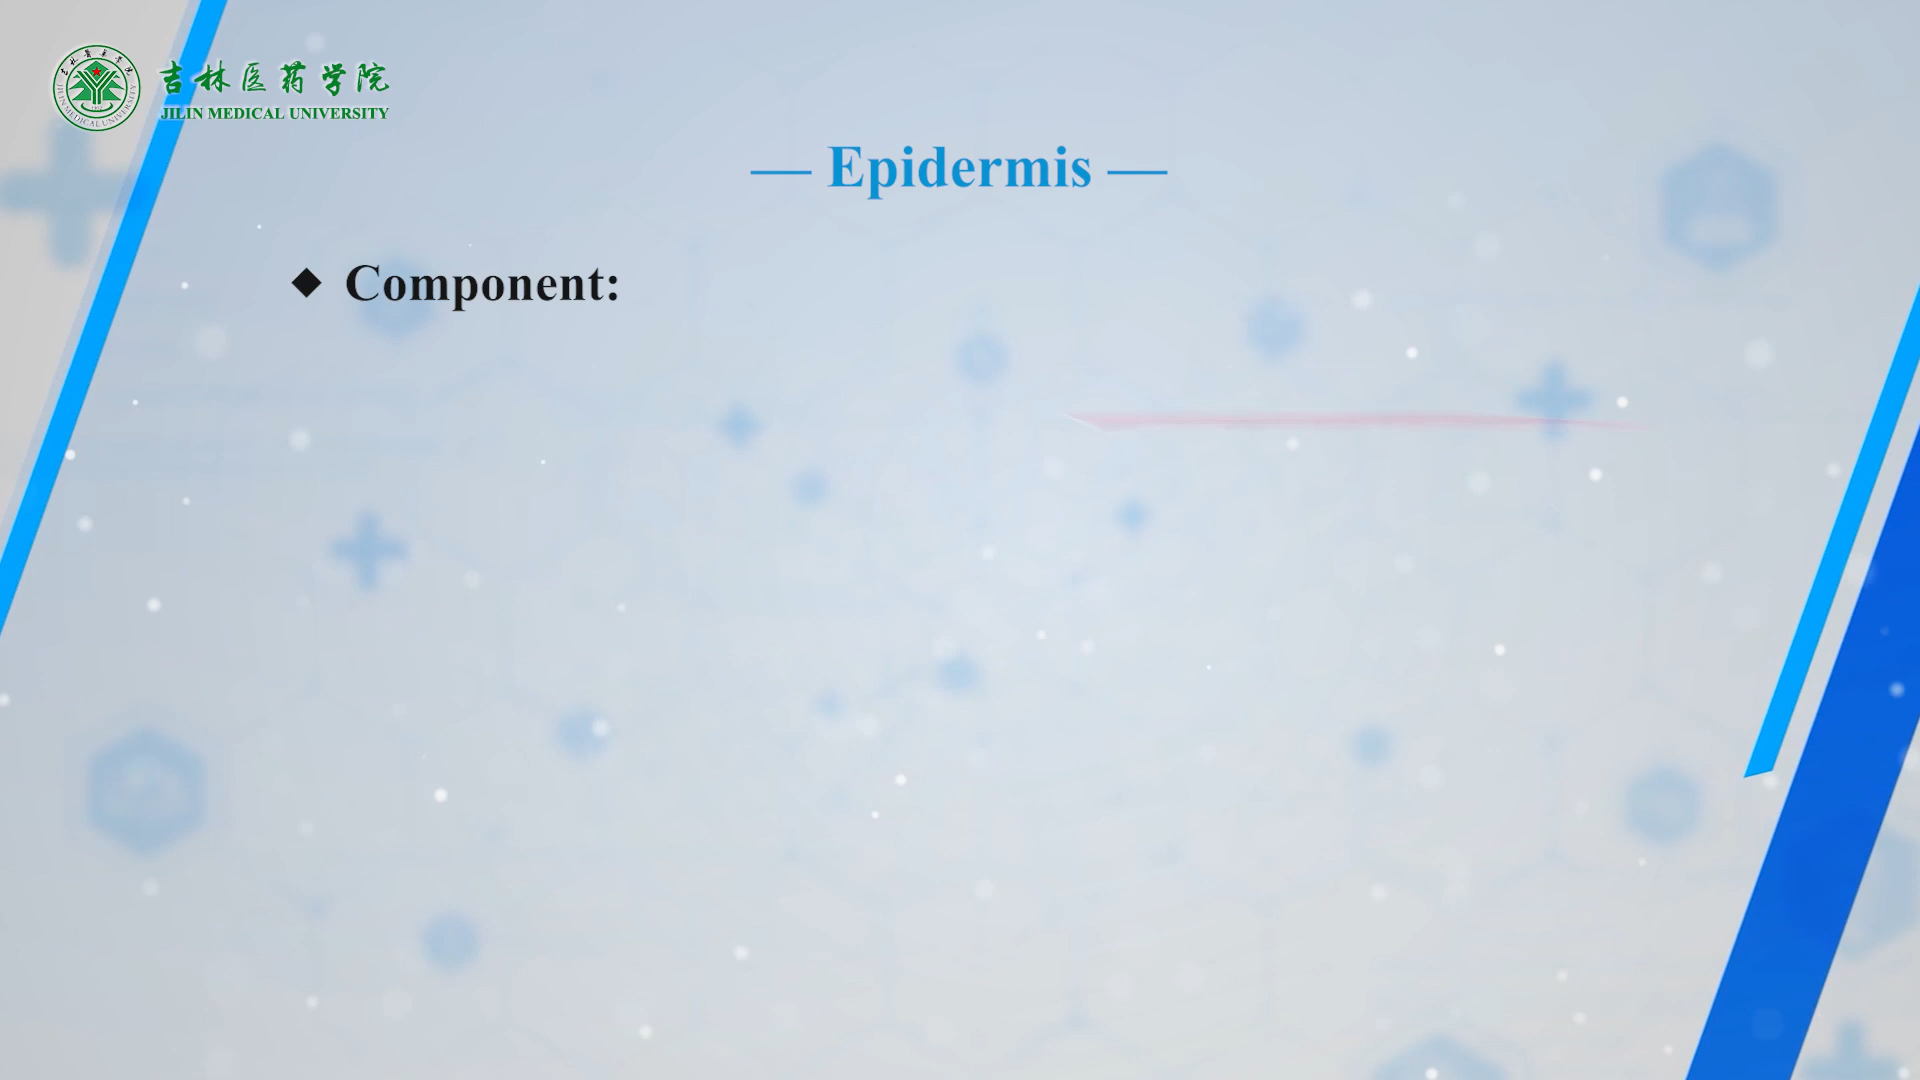 吉林医药学院
JILIN MEDICAL UNIVERSITY
— Epidermis —
◆ Component: